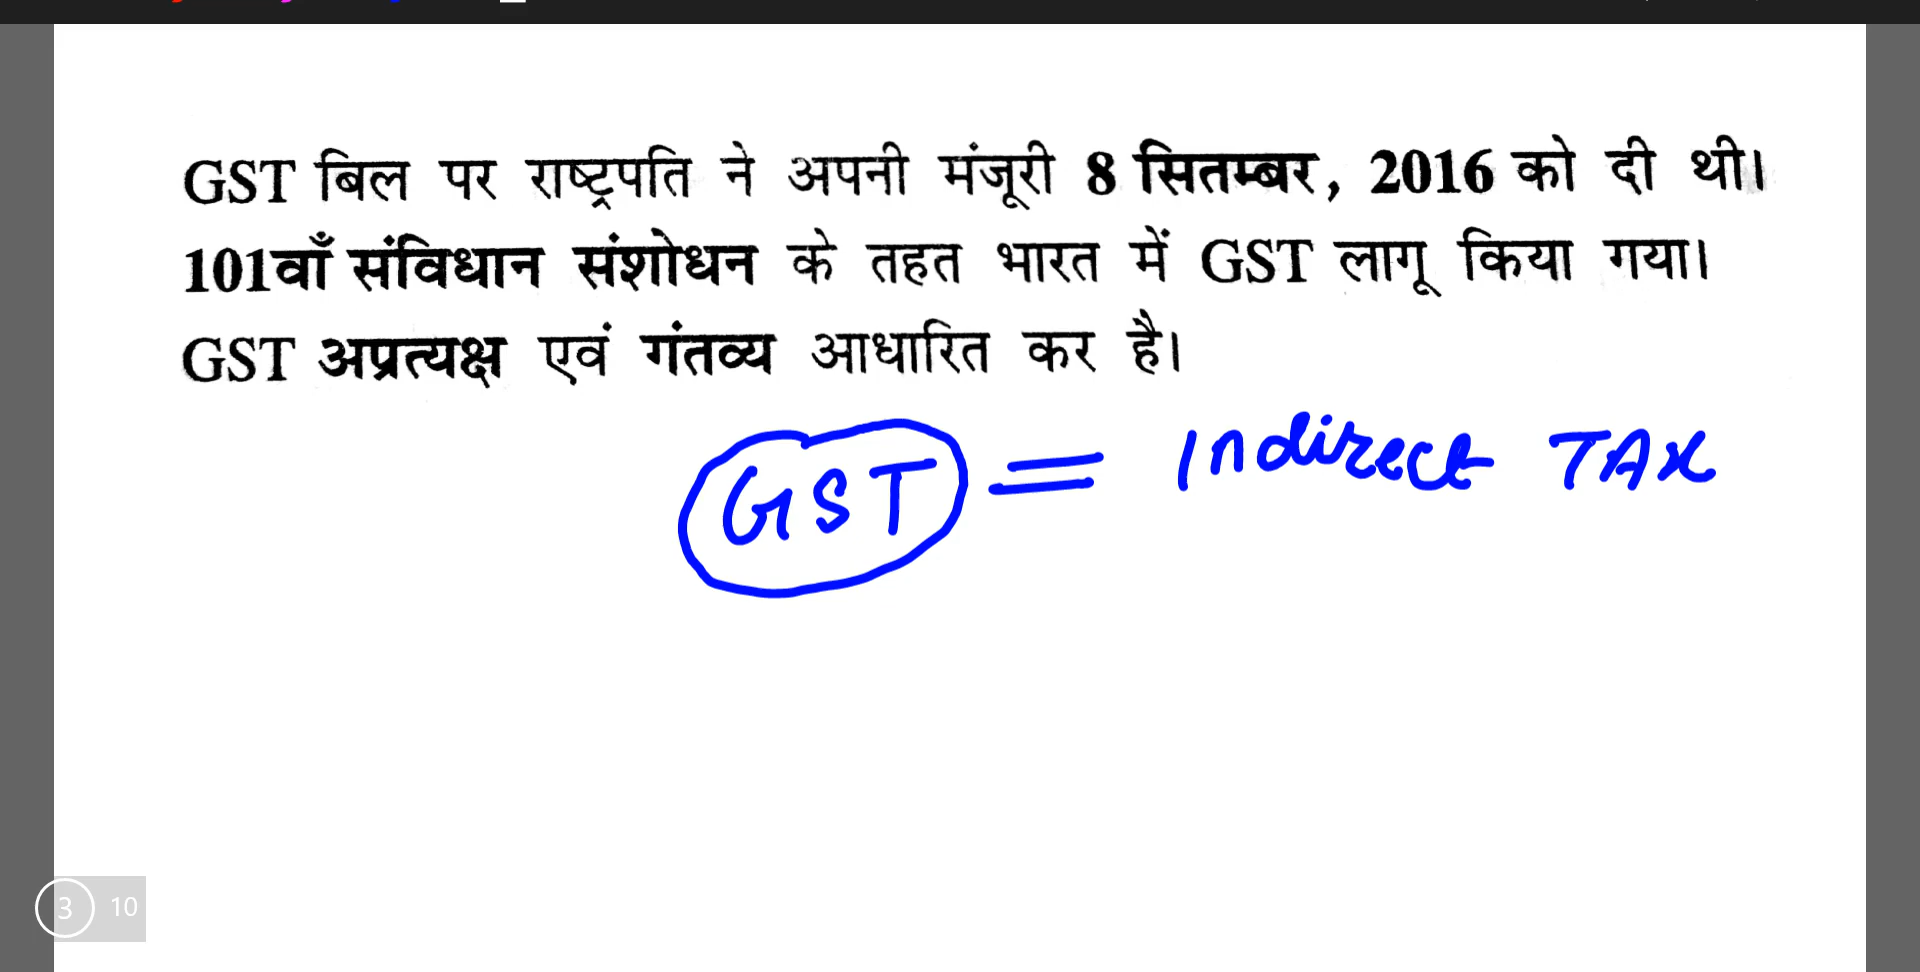 GST बिल पर राष्ट्रपति ने अपनी मंजूरी 8 सितम्बर, 2016 को दी थी।
101वाँ संविधान संशोधन के तहत भारत में GST लागू किया गया।
GST अप्रत्यक्ष एवं गंतव्य आधारित कर है।
GST = Indirect TAX
3 10